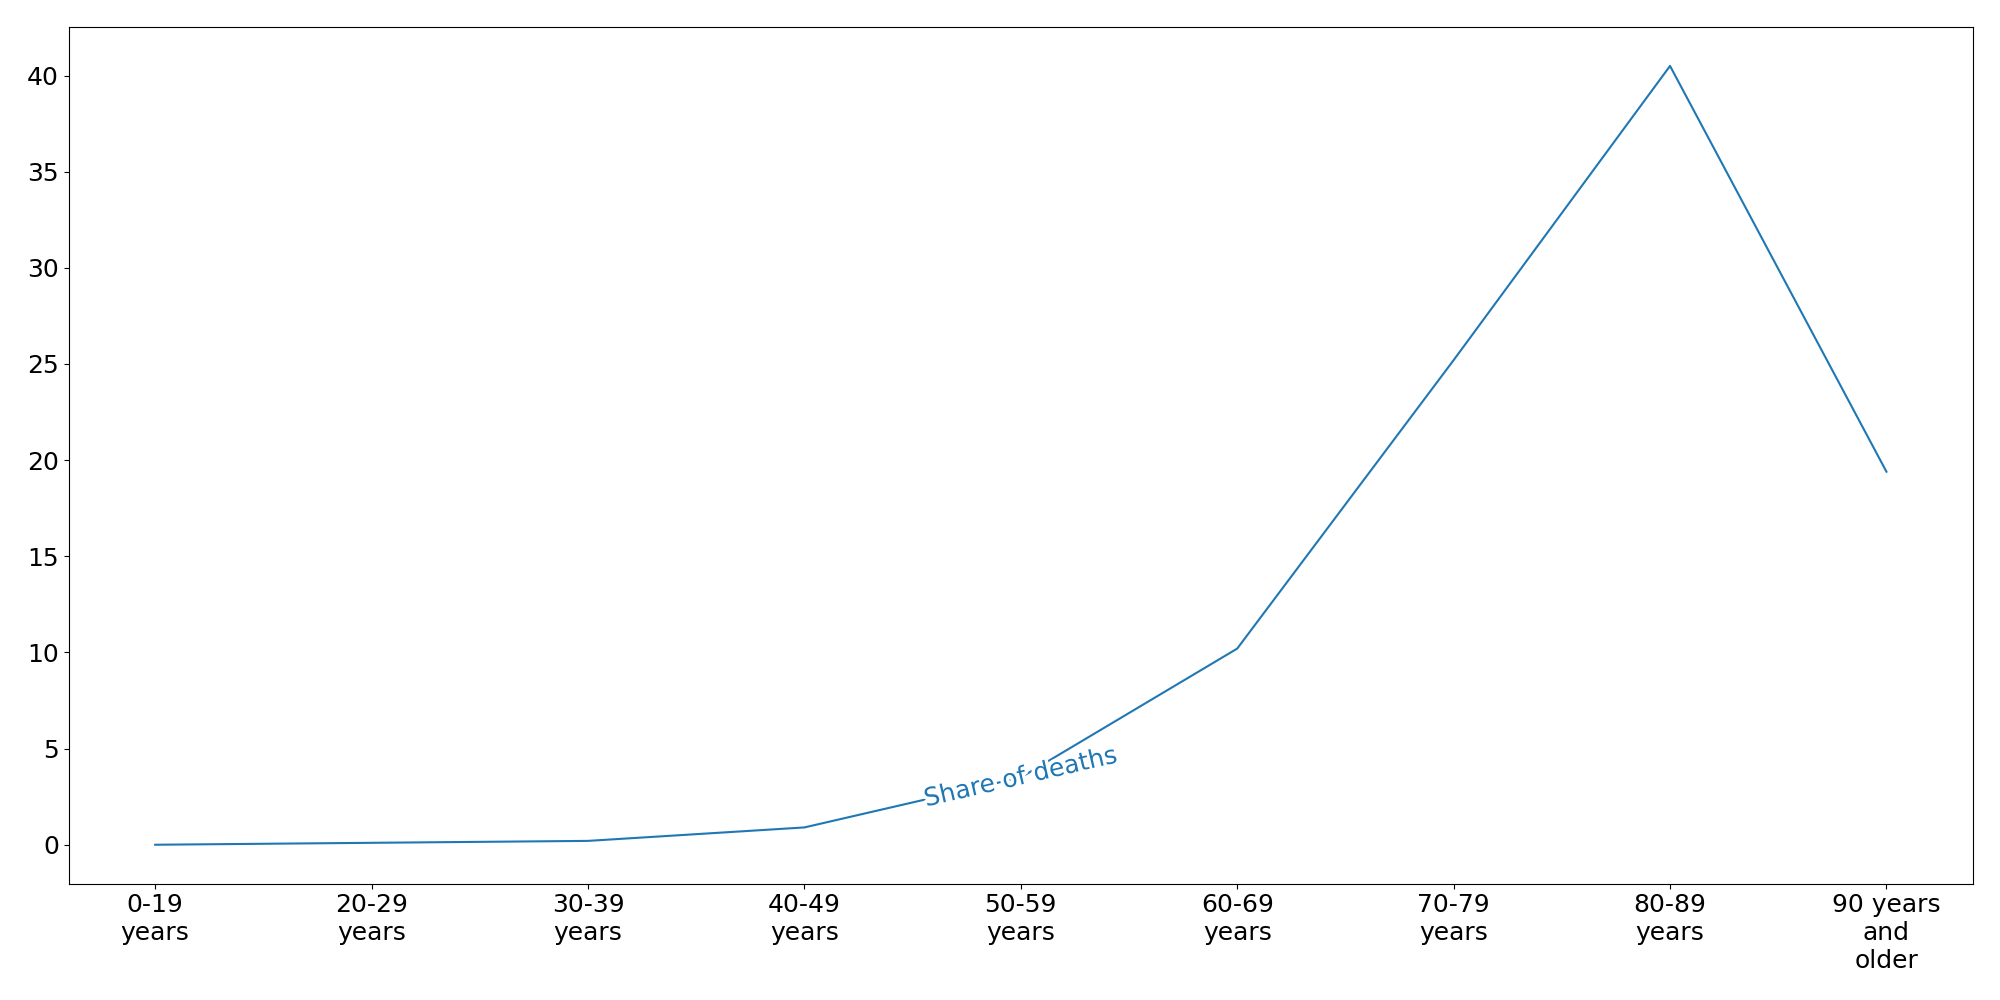 40
35
30
25
20
15
10
5
0
Share of deaths
0-19
years
20-29
years
30-39
years
40-49
years
50-59
years
60-69
years
70-79
years
80-89
years
90 years
and
older